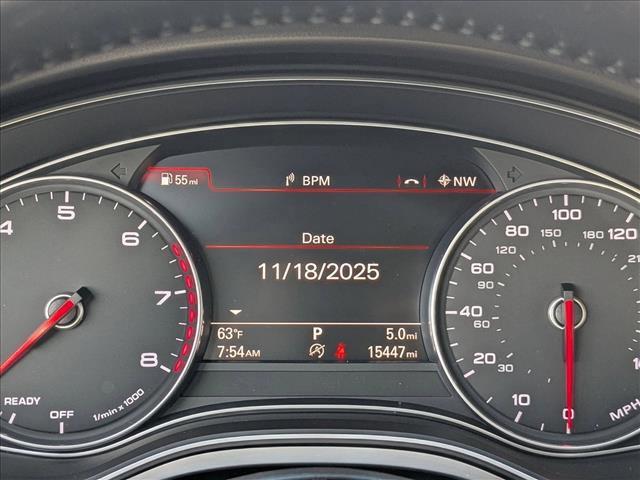 55 mi BPM NW
Date
11/18/2025
63°F P 5.0 mi
7:54 AM 15447 mi
4 5 6 7 8
READY OFF 1/min x 1000
0 10 20 40 60 80 100 120
30 60 90 120 150 180
MPH